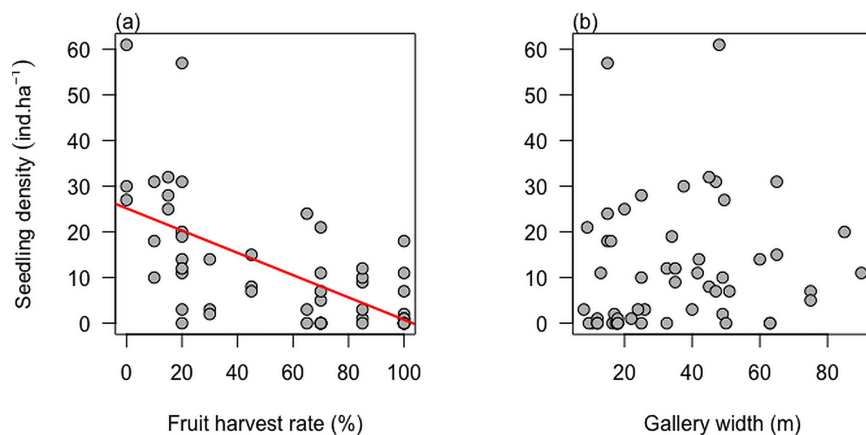 (a)
(b)
Seedling density (ind.ha⁻¹)
60
50
40
30
20
10
0
0 20 40 60 80 100
Fruit harvest rate (%)
60
50
40
30
20
10
0
20 40 60 80
Gallery width (m)